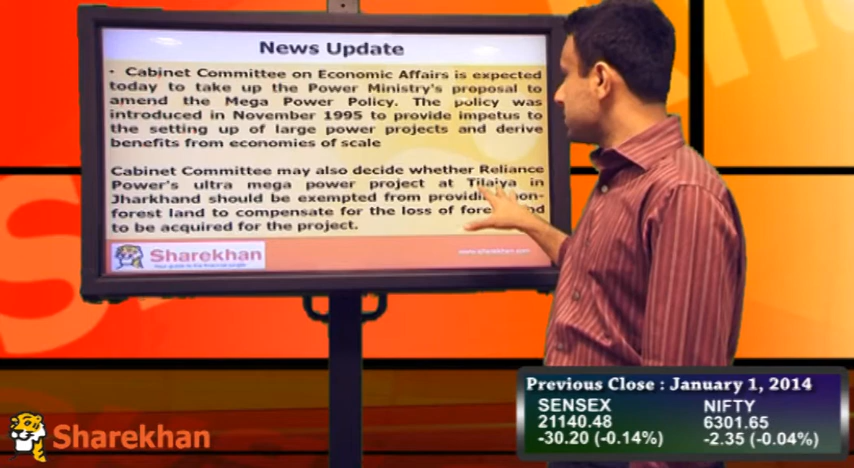 News Update
· Cabinet Committee on Economic Affairs is expected
today to take up the Power Ministry's proposal to
amend the Mega Power Policy. The policy was
introduced in November 1995 to provide impetus to
the setting up of large power projects and derive
benefits from economies of scale
Cabinet Committee may also decide whether Reliance
Power's ultra mega power project at Tilaiya in
Jharkhand should be exempted from
forest land to compensate for the loss of
to be acquired for the project.
Sharekhan
www.sharekhan.com
Previous Close : January 1, 2014
SENSEX NIFTY
21140.48 6301.65
-30.20 (-0.14%) -2.35 (-0.04%)
Sharekhan